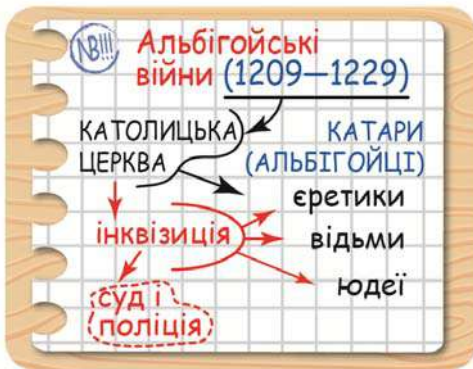 NB!!!
Альбігойські
війни (1209—1229)
КАТОЛИЦЬКА
ЦЕРКВА
КАТАРИ
(АЛЬБІГОЙЦІ)
єретики
інквізиція
відьми
юдеї
суд і
поліція